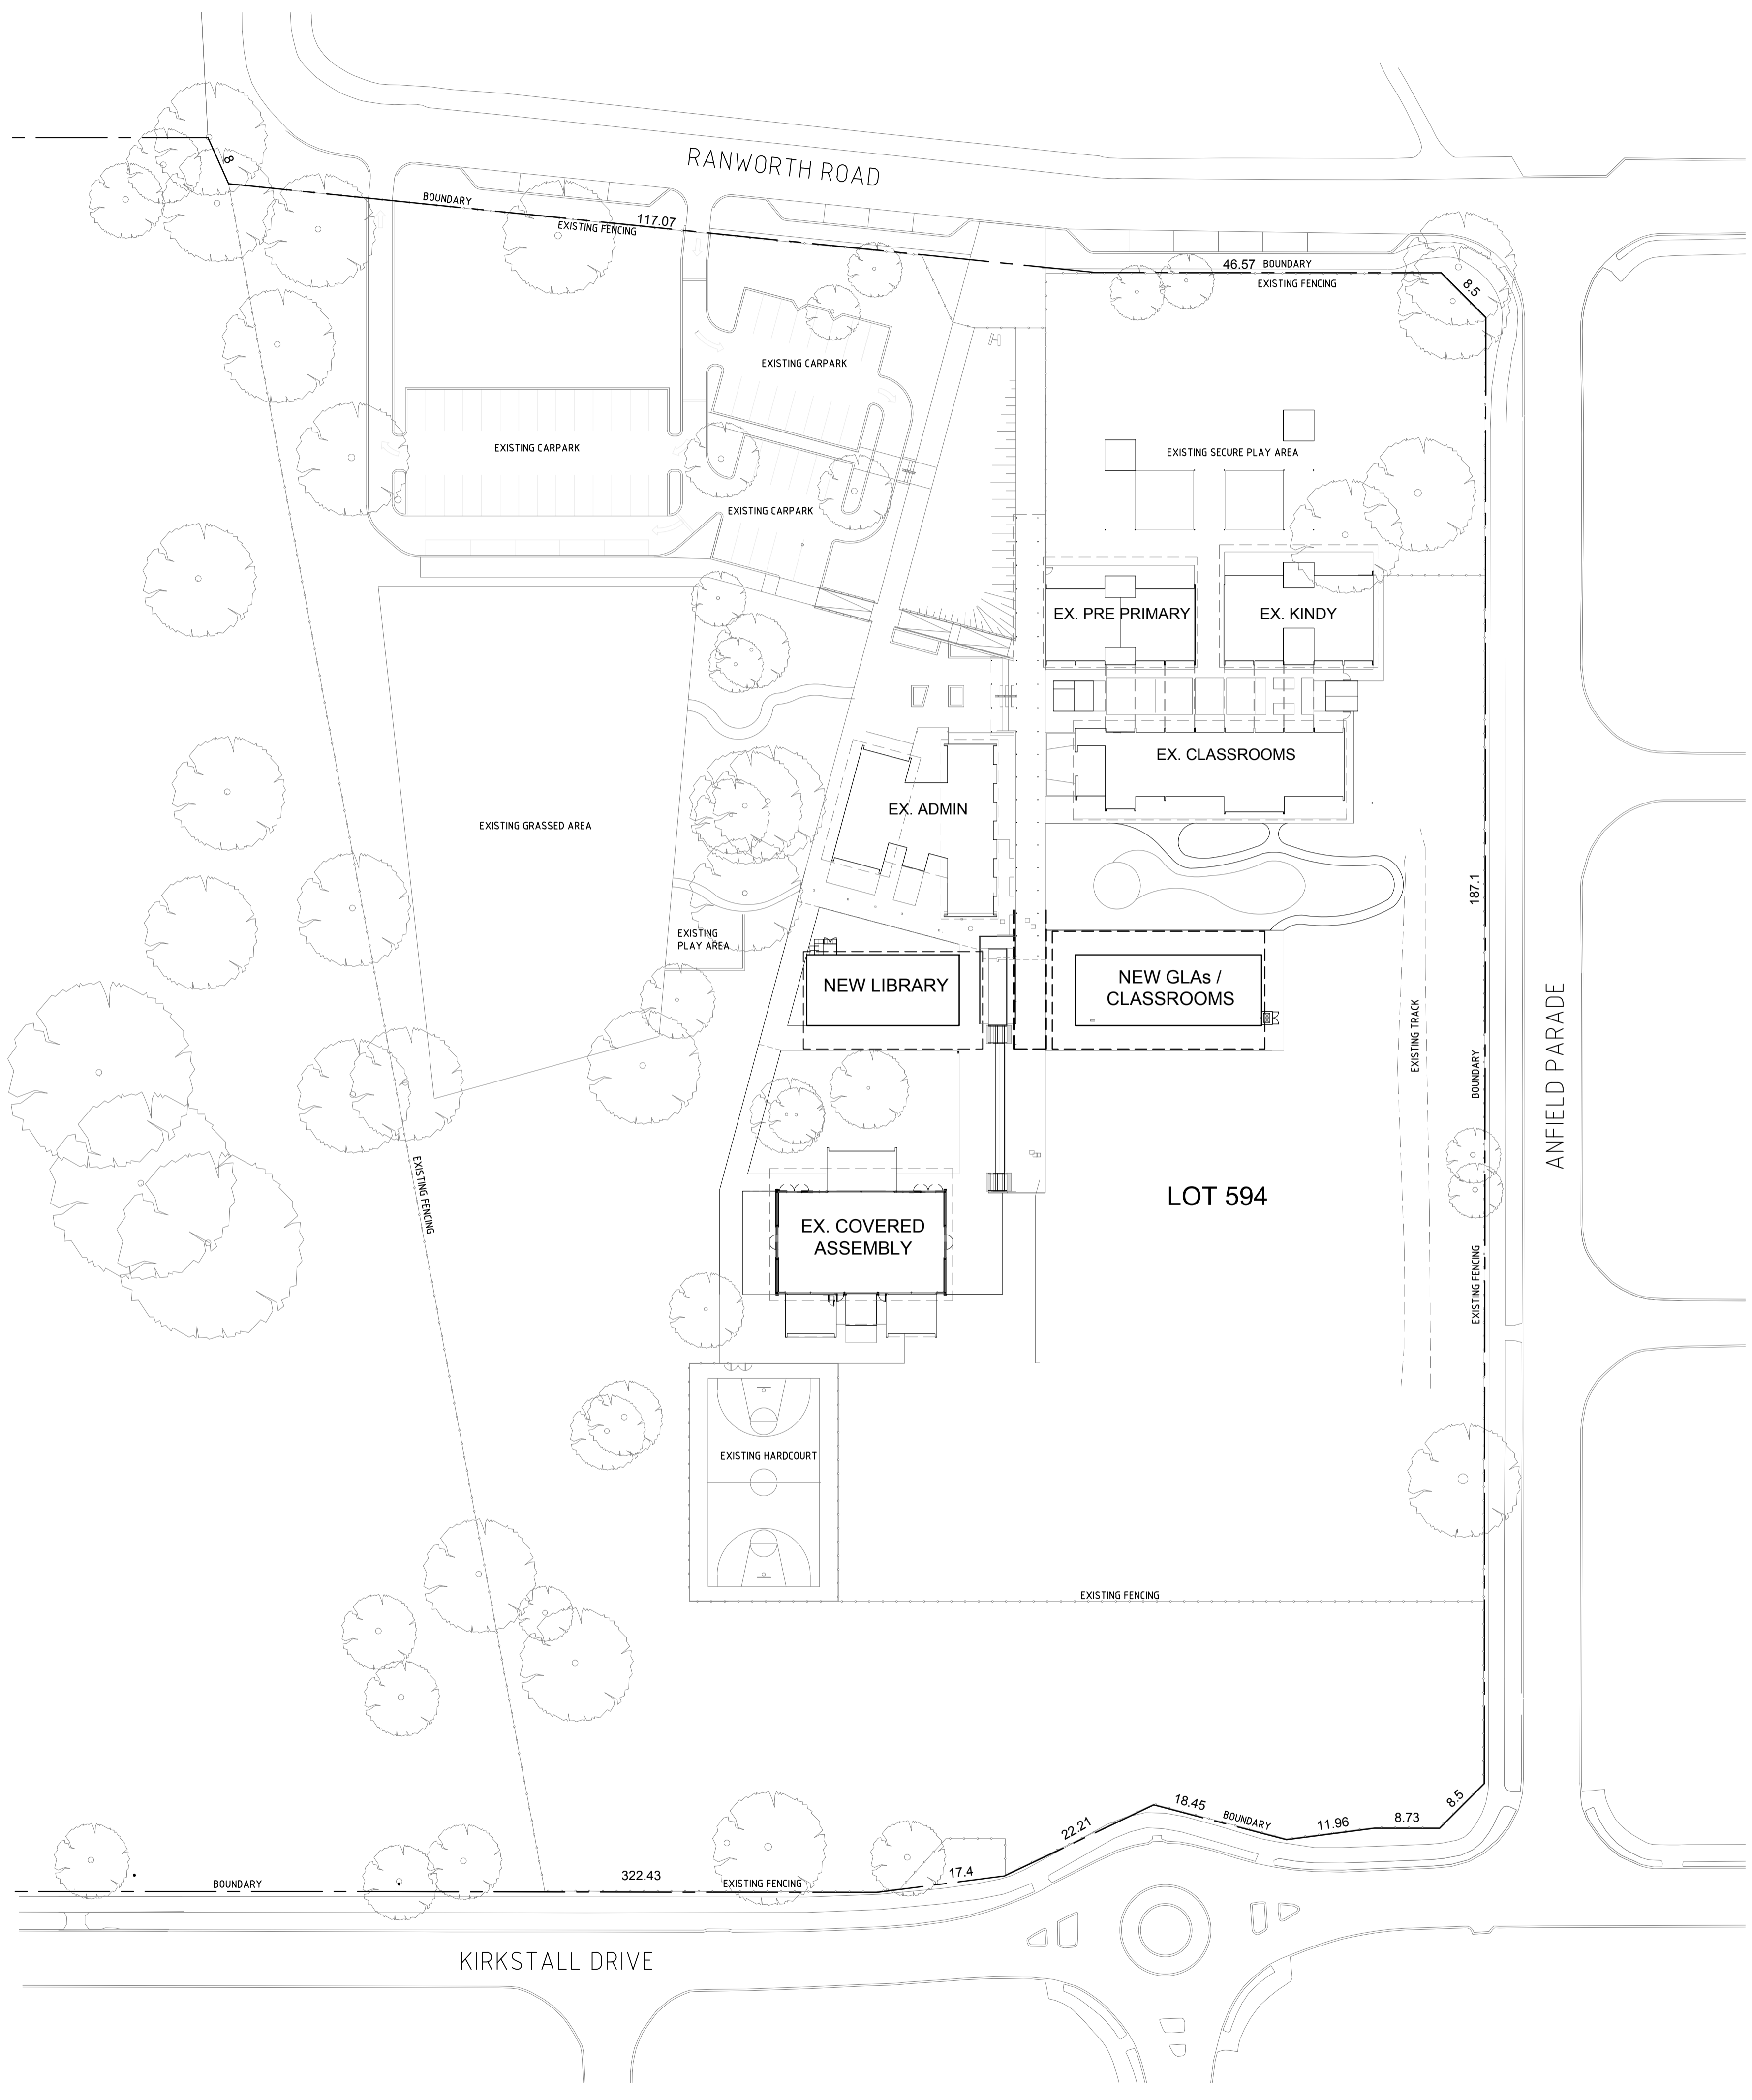 RANWORTH ROAD
8
BOUNDARY
117.07
EXISTING FENCING
46.57 BOUNDARY
EXISTING FENCING
8.5
EXISTING CARPARK
EXISTING CARPARK
EXISTING SECURE PLAY AREA
EXISTING CARPARK
EX. PRE PRIMARY
EX. KINDY
EX. CLASSROOMS
EX. ADMIN
EXISTING GRASSED AREA
187.1
EXISTING
PLAY AREA
NEW LIBRARY
NEW GLAs /
CLASSROOMS
EXISTING TRACK
BOUNDARY
ANFIELD PARADE
EXISTING FENCING
LOT 594
EX. COVERED
ASSEMBLY
EXISTING FENCING
EXISTING HARDCOURT
EXISTING FENCING
8.5
18.45
BOUNDARY
11.96
8.73
22.21
17.4
322.43
BOUNDARY
EXISTING FENCING
KIRKSTALL DRIVE